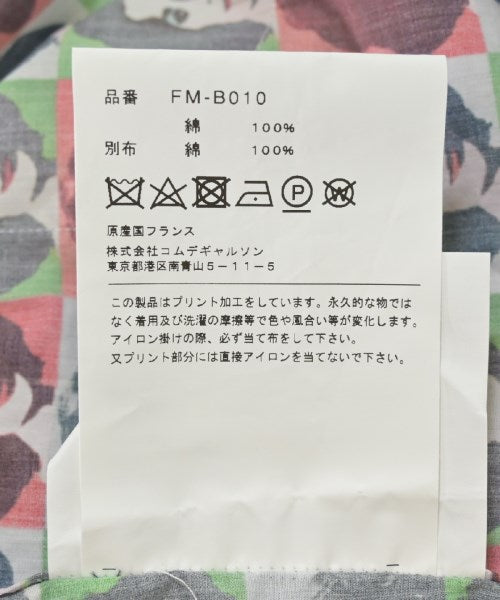 品番 FM-B010
綿 100%
別布 綿 100%
P W
原産国フランス
株式会社コムデギャルソン
東京都港区南青山5-11-5
この製品はプリント加工をしています。永久的な物では
なく着用及び洗濯の摩擦等で色や風合い等が変化します。
アイロン掛けの際、必ず当て布をして下さい。
又プリント部分には直接アイロンを当てないで下さい。